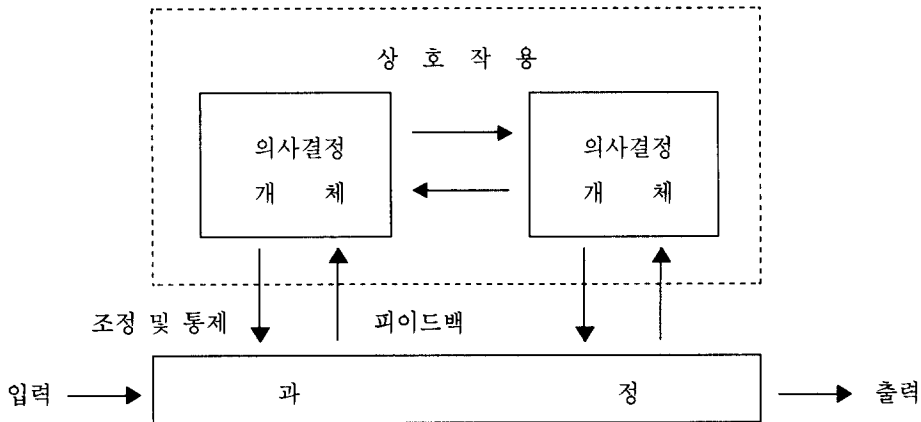 상 호 작 용
의사결정 의사결정
개 체 개 체
조정 및 통제 피이드백
입력 과 정 출력